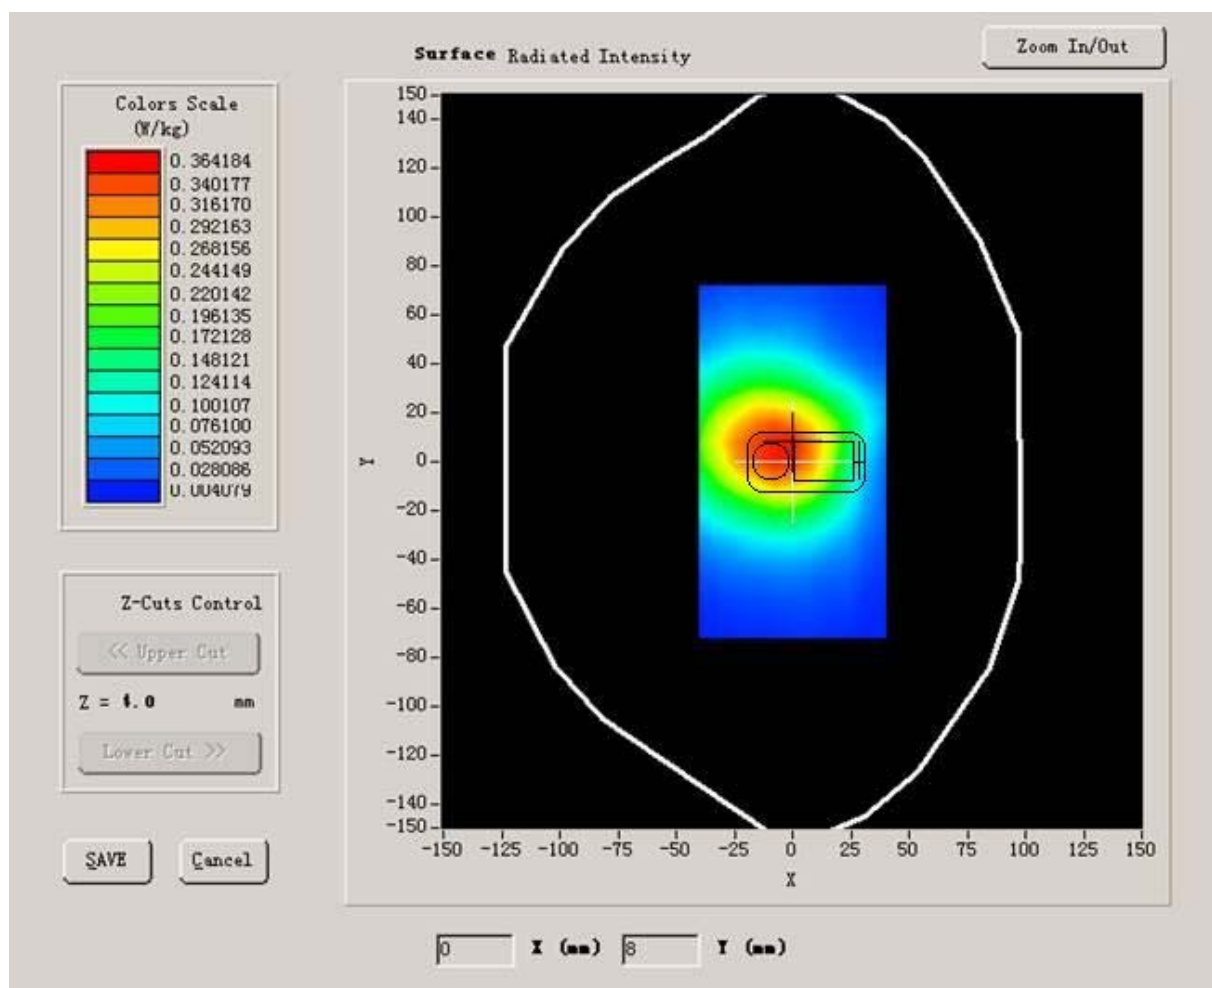 Surface Radiated Intensity
Zoom In/Out
Colors Scale
(W/kg)
0.364184
0.340177
0.316170
0.292163
0.268156
0.244149
0.220142
0.196135
0.172128
0.148121
0.124114
0.100107
0.076100
0.052093
0.028086
0.004079
Z-Cuts Control
<< Upper Cut
Z = mm
Lower Cut >>
SAVE
Cancel
150
140
120
100
80
60
40
20
0
-20
-40
-60
-80
-100
-120
-140
-150
Y
-150 -125 -100 -75 -50 -25 0 25 50 75 100 125 150
X
0 X (mm) 8 Y (mm)